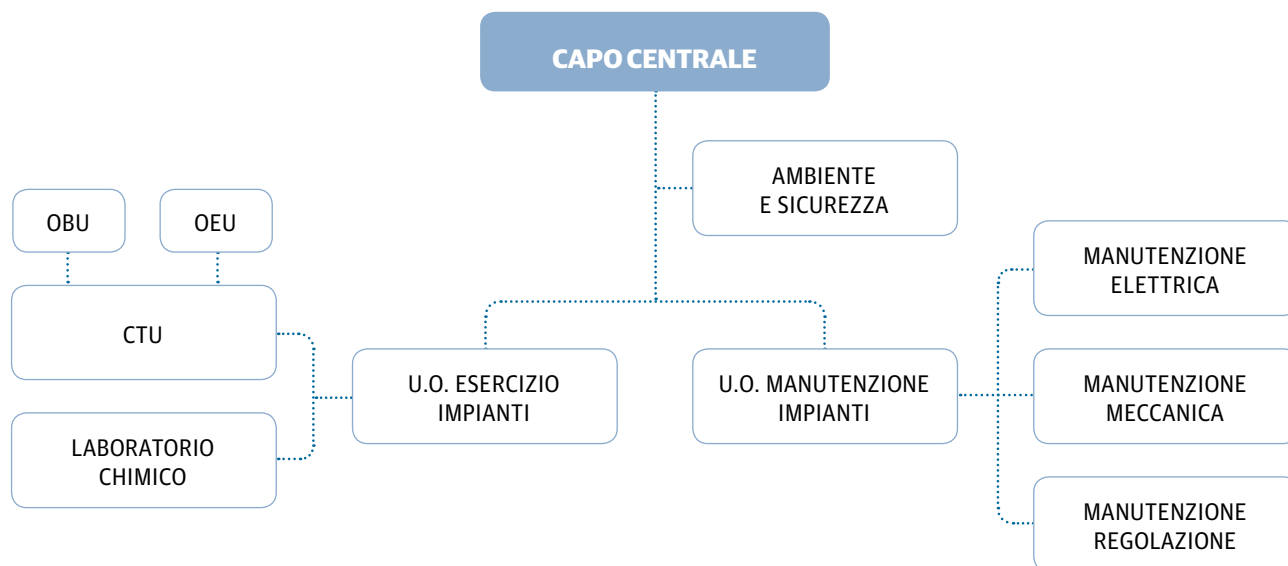 CAPO CENTRALE
AMBIENTE
E SICUREZZA
OBU
OEU
CTU
LABORATORIO
CHIMICO
U.O. ESERCIZIO
IMPIANTI
U.O. MANUTENZIONE
IMPIANTI
MANUTENZIONE
ELETTRICA
MANUTENZIONE
MECCANICA
MANUTENZIONE
REGOLAZIONE